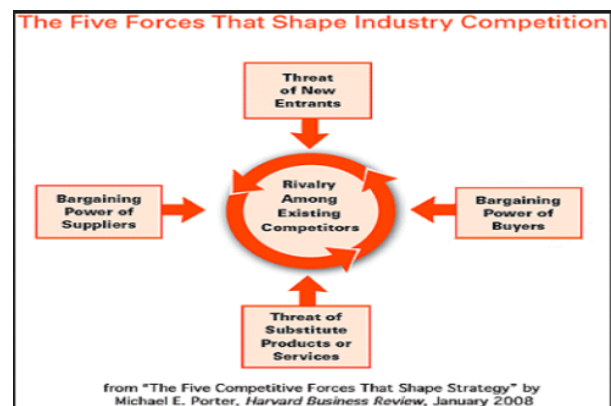 The Five Forces That Shape Industry Competition
Threat
of New
Entrants
Bargaining
Power of
Suppliers
Rivalry
Among
Existing
Competitors
Bargaining
Power of
Buyers
Threat of
Substitute
Products or
Services
from "The Five Competitive Forces That Shape Strategy" by
Michael E. Porter, Harvard Business Review, January 2008